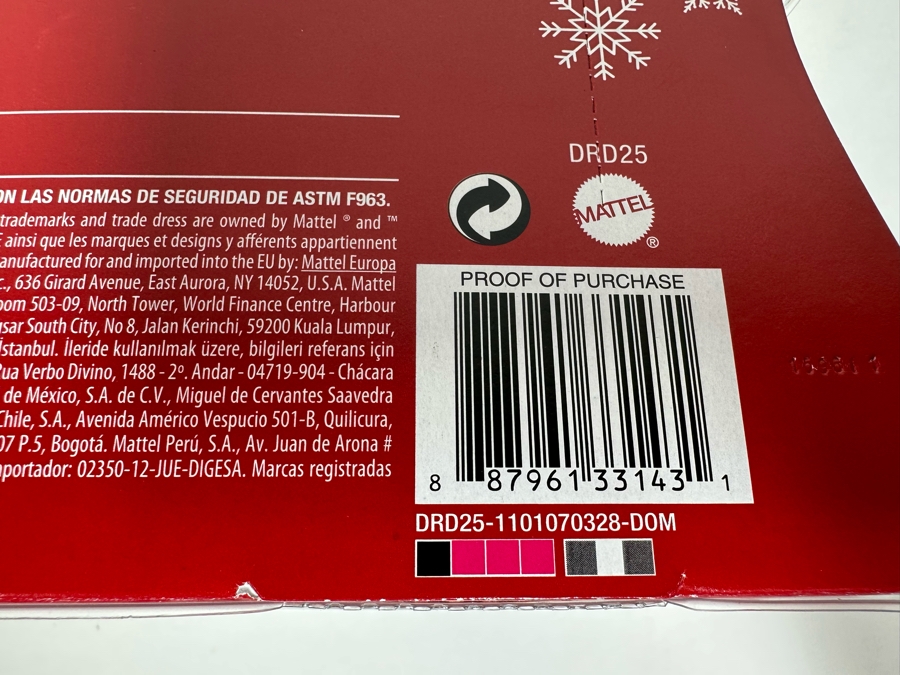 DRD25
MATTEL
®
ON LAS NORMAS DE SEGURIDAD DE ASTM F963.
trademarks and trade dress are owned by Mattel ® and ™
E ainsi que les marques et designs y afférents appartiennent
anufactured for and imported into the EU by: Mattel Europa
c., 636 Girard Avenue, East Aurora, NY 14052, U.S.A. Mattel
oom 503-09, North Tower, World Finance Centre, Harbour
gsar South City, No 8, Jalan Kerinchi, 59200 Kuala Lumpur,
İstanbul. İleride kullanılmak üzere, bilgileri referans için
Rua Verbo Divino, 1488 - 2º. Andar - 04719-904 - Chácara
de México, S.A. de C.V., Miguel de Cervantes Saavedra
Chile, S.A., Avenida Américo Vespucio 501-B, Quilicura,
07 P.5, Bogotá. Mattel Perú, S.A., Av. Juan de Arona #
mportador: 02350-12-JUE-DIGESA. Marcas registradas
PROOF OF PURCHASE
8 87961 33143 1
DRD25-1101070328-DOM